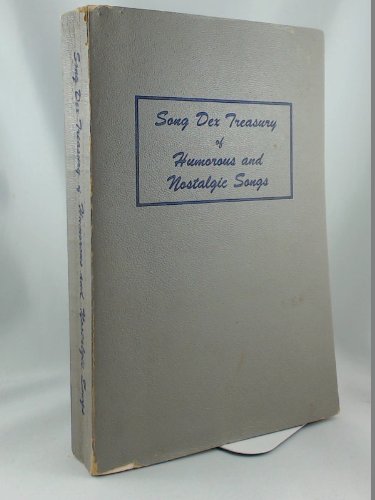 Song Dex Treasury
of
Humorous and
Nostalgic Songs
Song Dex Treasury of Humorous and Nostalgic Songs